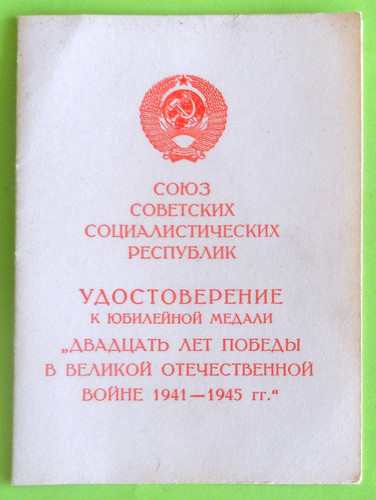 СОЮЗ
СОВЕТСКИХ
СОЦИАЛИСТИЧЕСКИХ
РЕСПУБЛИК
УДОСТОВЕРЕНИЕ
К ЮБИЛЕЙНОЙ МЕДАЛИ
„ДВАДЦАТЬ ЛЕТ ПОБЕДЫ
В ВЕЛИКОЙ ОТЕЧЕСТВЕННОЙ
ВОЙНЕ 1941—1945 гг.“